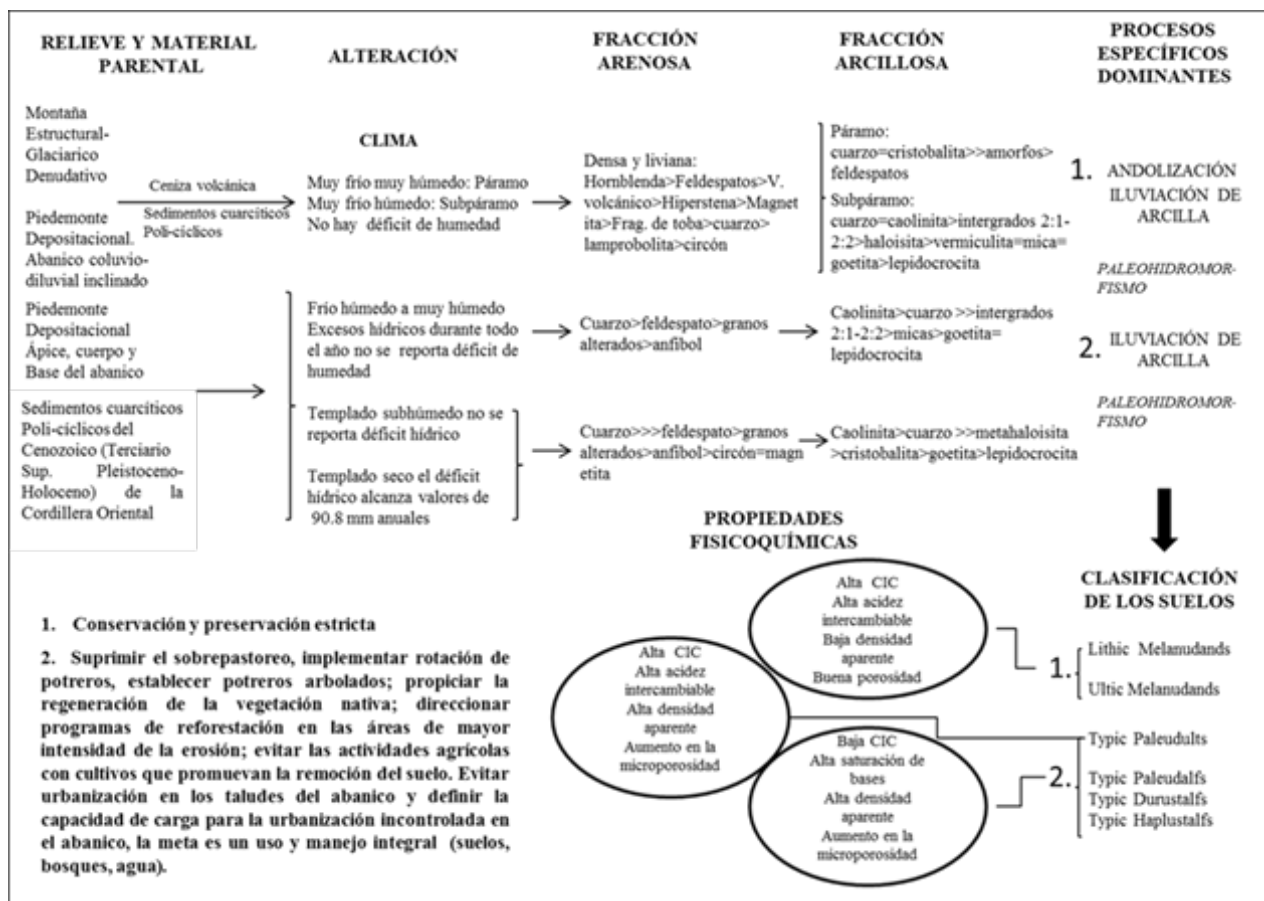 RELIEVE Y MATERIAL
PARENTAL
ALTERACIÓN
FRACCIÓN
ARENOSA
FRACCIÓN
ARCILLOSA
PROCESOS
ESPECÍFICOS
DOMINANTES
Montaña
Estructural-
Glaciarico
Denudativo
Piedemonte
Depositacional.
Abanico coluvio-
diluvial inclinado
Ceniza volcánica
Sedimentos cuarcíticos
Poli-cíclicos
CLIMA
Muy frío muy húmedo: Páramo
Muy frío húmedo: Subpáramo
No hay déficit de humedad
Densa y liviana:
Hornblenda>Feldespatos>V.
volcánico>Hiperstena>Magnet
ita>Frag. de toba>cuarzo>
lamprobolita>circón
Páramo:
cuarzo=cristobalita>>amorfos>
feldespatos
Subpáramo:
cuarzo=caolinita>intergrados 2:1-
2:2>haloisita>vermiculita=mica=
goetita>lepidocrocita
1. ANDOLIZACIÓN
ILUVIACIÓN DE
ARCILLA
PALEOHIDROMOR-
FISMO
Piedemonte
Depositacional
Ápice, cuerpo y
Base del abanico
Sedimentos cuarcíticos
Poli-cíclicos del
Cenozoico (Terciario
Sup. Pleistoceno-
Holoceno) de la
Cordillera Oriental
Frío húmedo a muy húmedo
Excesos hídricos durante todo
el año no se reporta déficit de
humedad
Cuarzo>feldespato>granos
alterados>anfibol
Caolinita>cuarzo >>intergrados
2:1-2:2>micas>goetita=
lepidocrocita
2. ILUVIACIÓN DE
ARCILLA
PALEOHIDROMOR-
FISMO
Templado subhúmedo no se
reporta déficit hídrico
Templado seco el déficit
hídrico alcanza valores de
90.8 mm anuales
Cuarzo>>>feldespato>granos
alterados>anfibol>circón=magn
etita
Caolinita>cuarzo >>metahaloisita
>cristobalita>goetita>lepidocrocita
PROPIEDADES
FISICOQUÍMICAS
Alta CIC
Alta acidez
intercambiable
Baja densidad
aparente
Buena porosidad
Alta CIC
Alta acidez
intercambiable
Alta densidad
aparente
Aumento en la
microporosidad
Baja CIC
Alta saturación de
bases
Alta densidad
aparente
Aumento en la
microporosidad
CLASIFICACIÓN
DE LOS SUELOS
1. Lithic Melanudands
Ultic Melanudands
2. Typic Paleudults
Typic Paleudalfs
Typic Durustalfs
Typic Haplustalfs
1. Conservación y preservación estricta
2. Suprimir el sobrepastoreo, implementar rotación de
potreros, establecer potreros arbolados; propiciar la
regeneración de la vegetación nativa; direccionar
programas de reforestación en las áreas de mayor
intensidad de la erosión; evitar las actividades agrícolas
con cultivos que promuevan la remoción del suelo. Evitar
urbanización en los taludes del abanico y definir la
capacidad de carga para la urbanización incontrolada en
el abanico, la meta es un uso y manejo integral (suelos,
bosques, agua).